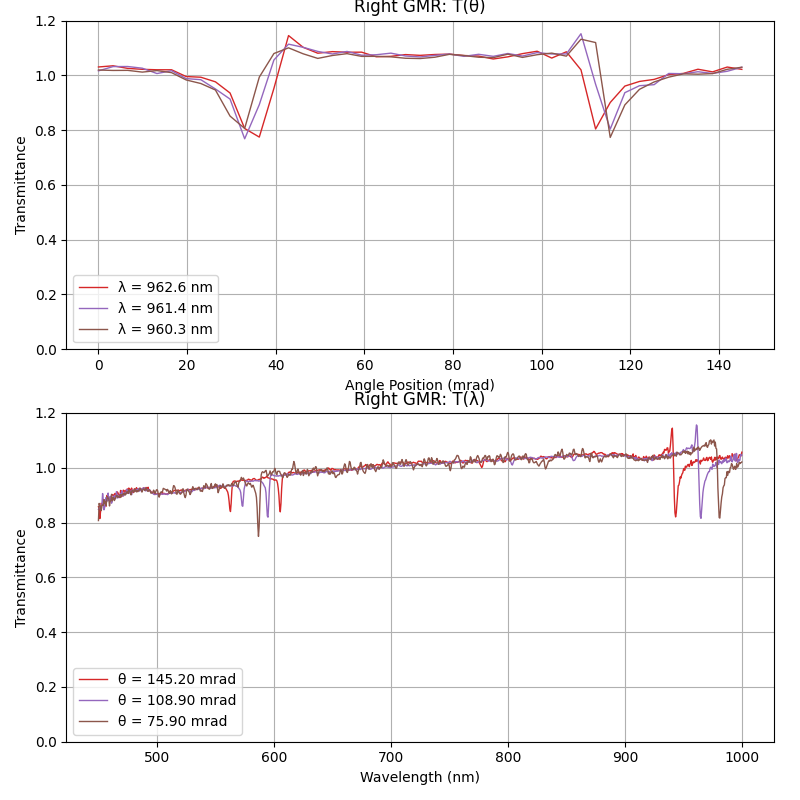 Right GMR: T(θ)
1.2
1.0
0.8
0.6
0.4
0.2
0.0
Transmittance
λ = 962.6 nm
λ = 961.4 nm
λ = 960.3 nm
0 20 40 60 80 100 120 140
Angle Position (mrad)
Right GMR: T(λ)
1.2
1.0
0.8
0.6
0.4
0.2
0.0
Transmittance
θ = 145.20 mrad
θ = 108.90 mrad
θ = 75.90 mrad
500 600 700 800 900 1000
Wavelength (nm)